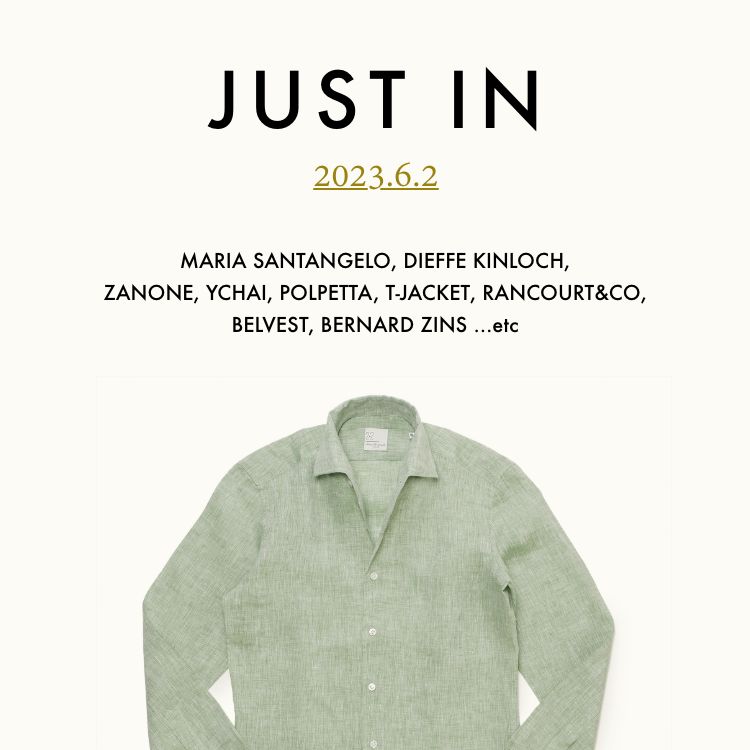 JUST IN
2023.6.2
MARIA SANTANGELO, DIEFFE KINLOCH,
ZANONE, YCHAI, POLPETTA, T-JACKET, RANCOURT&CO,
BELVEST, BERNARD ZINS ...etc